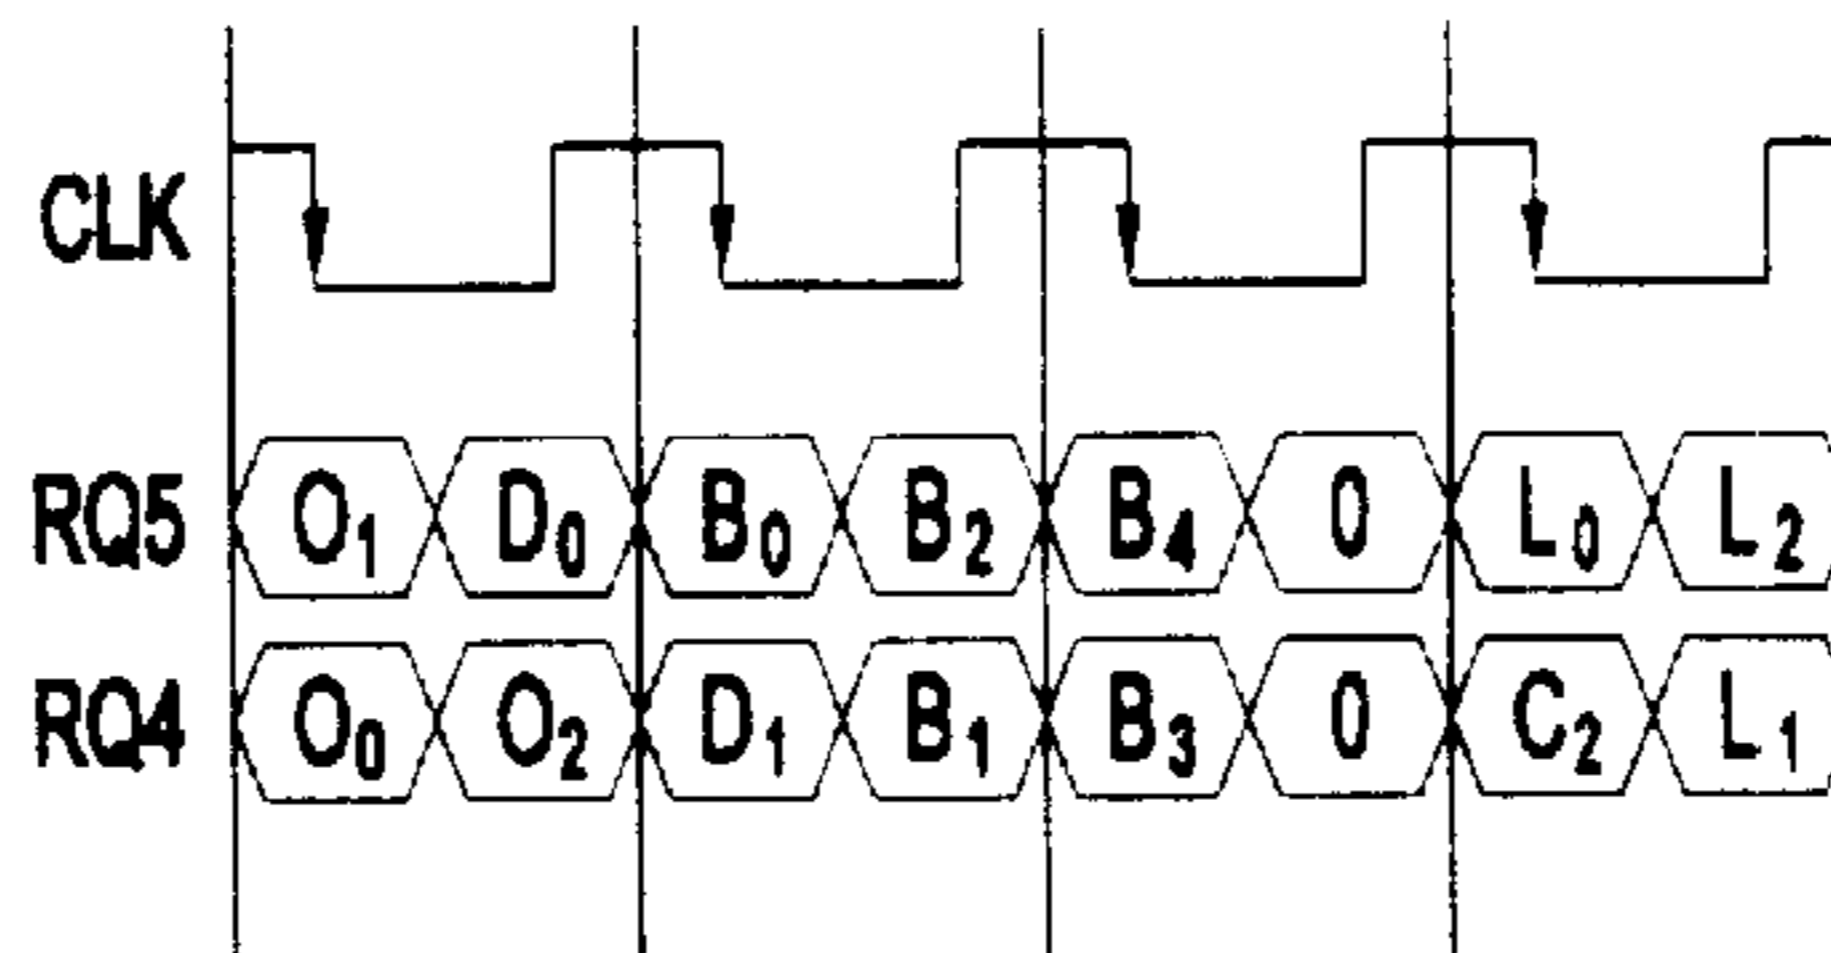 CLK
RQ5 O₁ D₀ B₀ B₂ B₄ 0 L₀ L₂
RQ4 O₀ O₂ D₁ B₁ B₃ 0 C₂ L₁